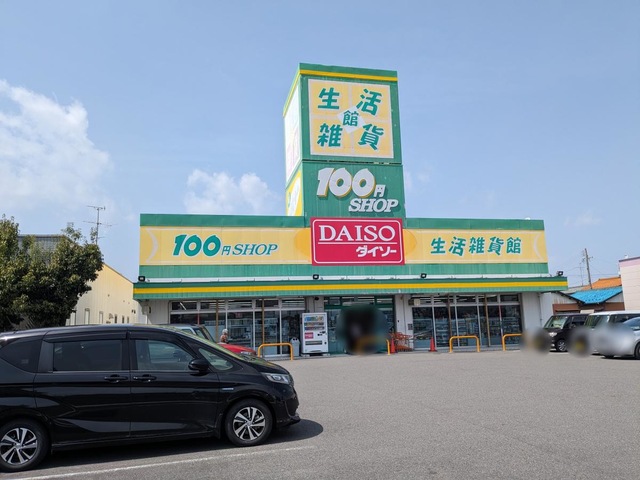 生活
館
雑貨
100円
SHOP
100円SHOP
DAISO
ダイソー
生活雑貨館